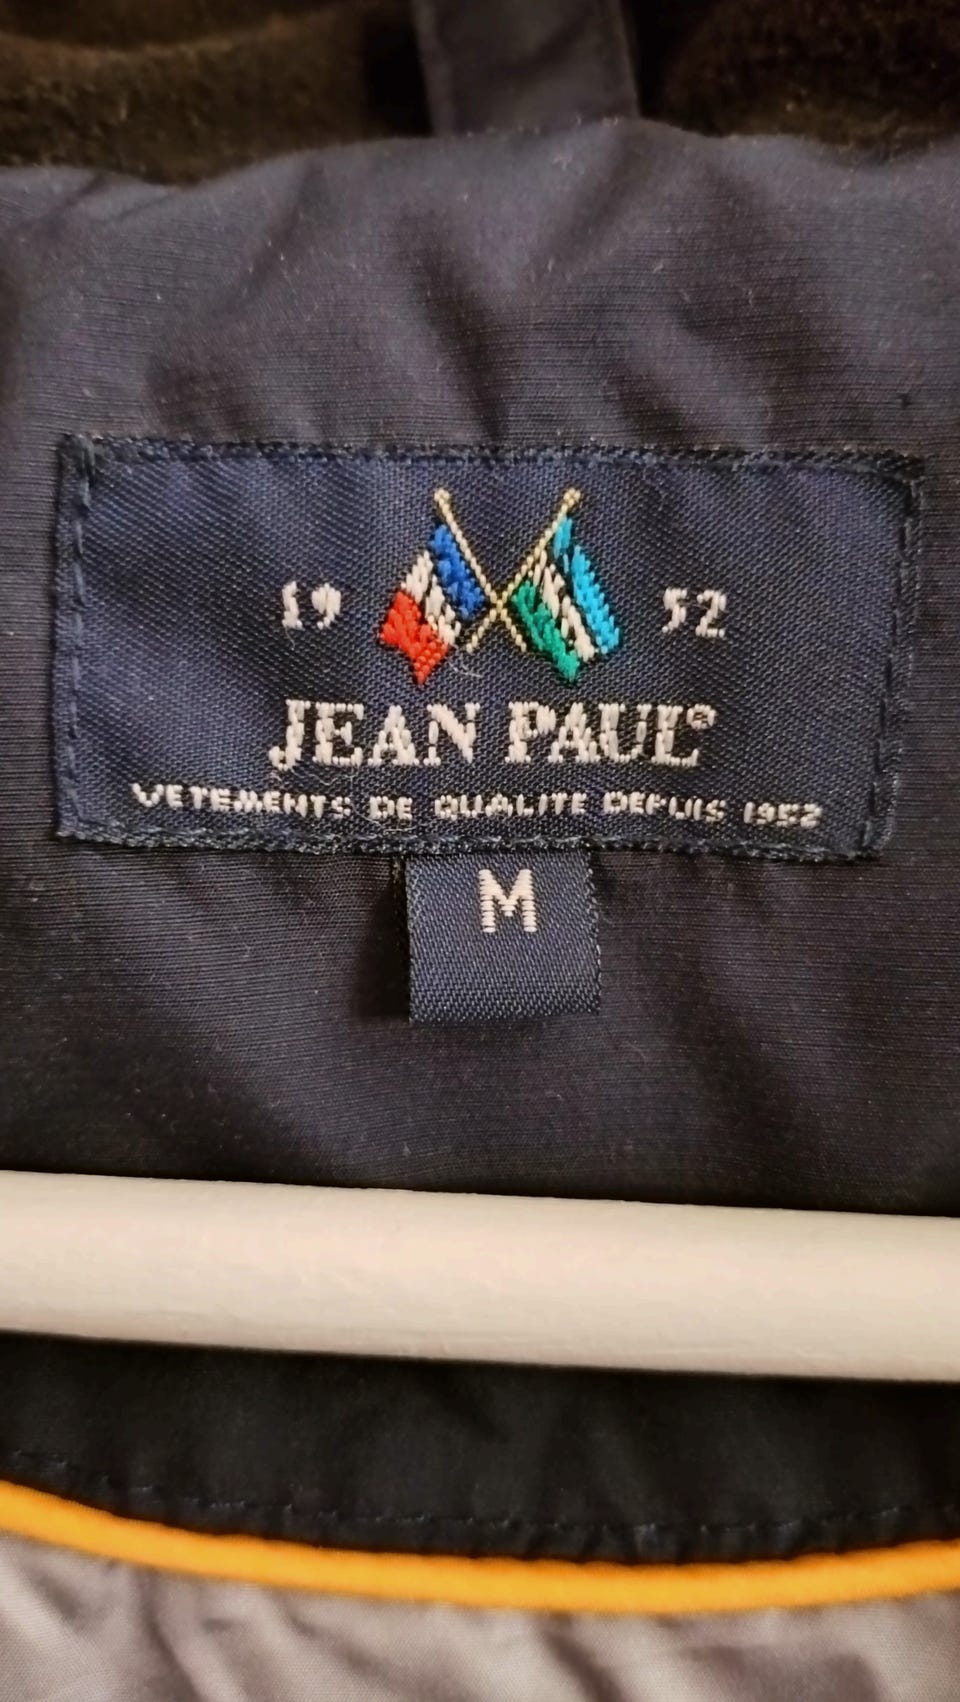 19 52
JEAN PAUL®
VETEMENTS DE QUALITE DEPUIS 1952
M